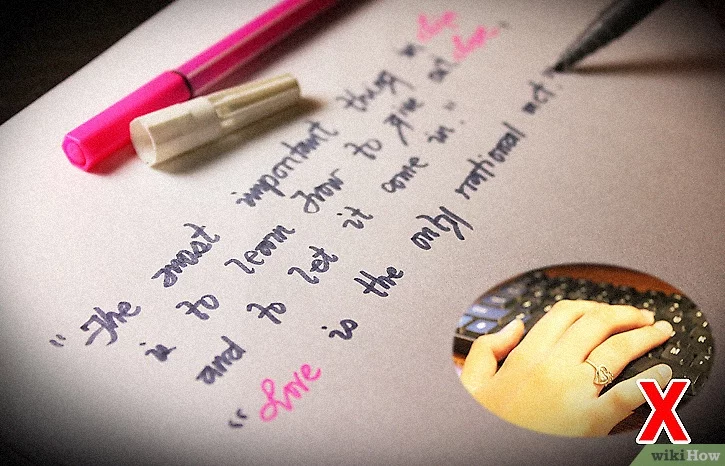 "The most important thing in love
is to learn how to give out love,
and to let it come in."
"Love is the only rational act."
X
wikiHow